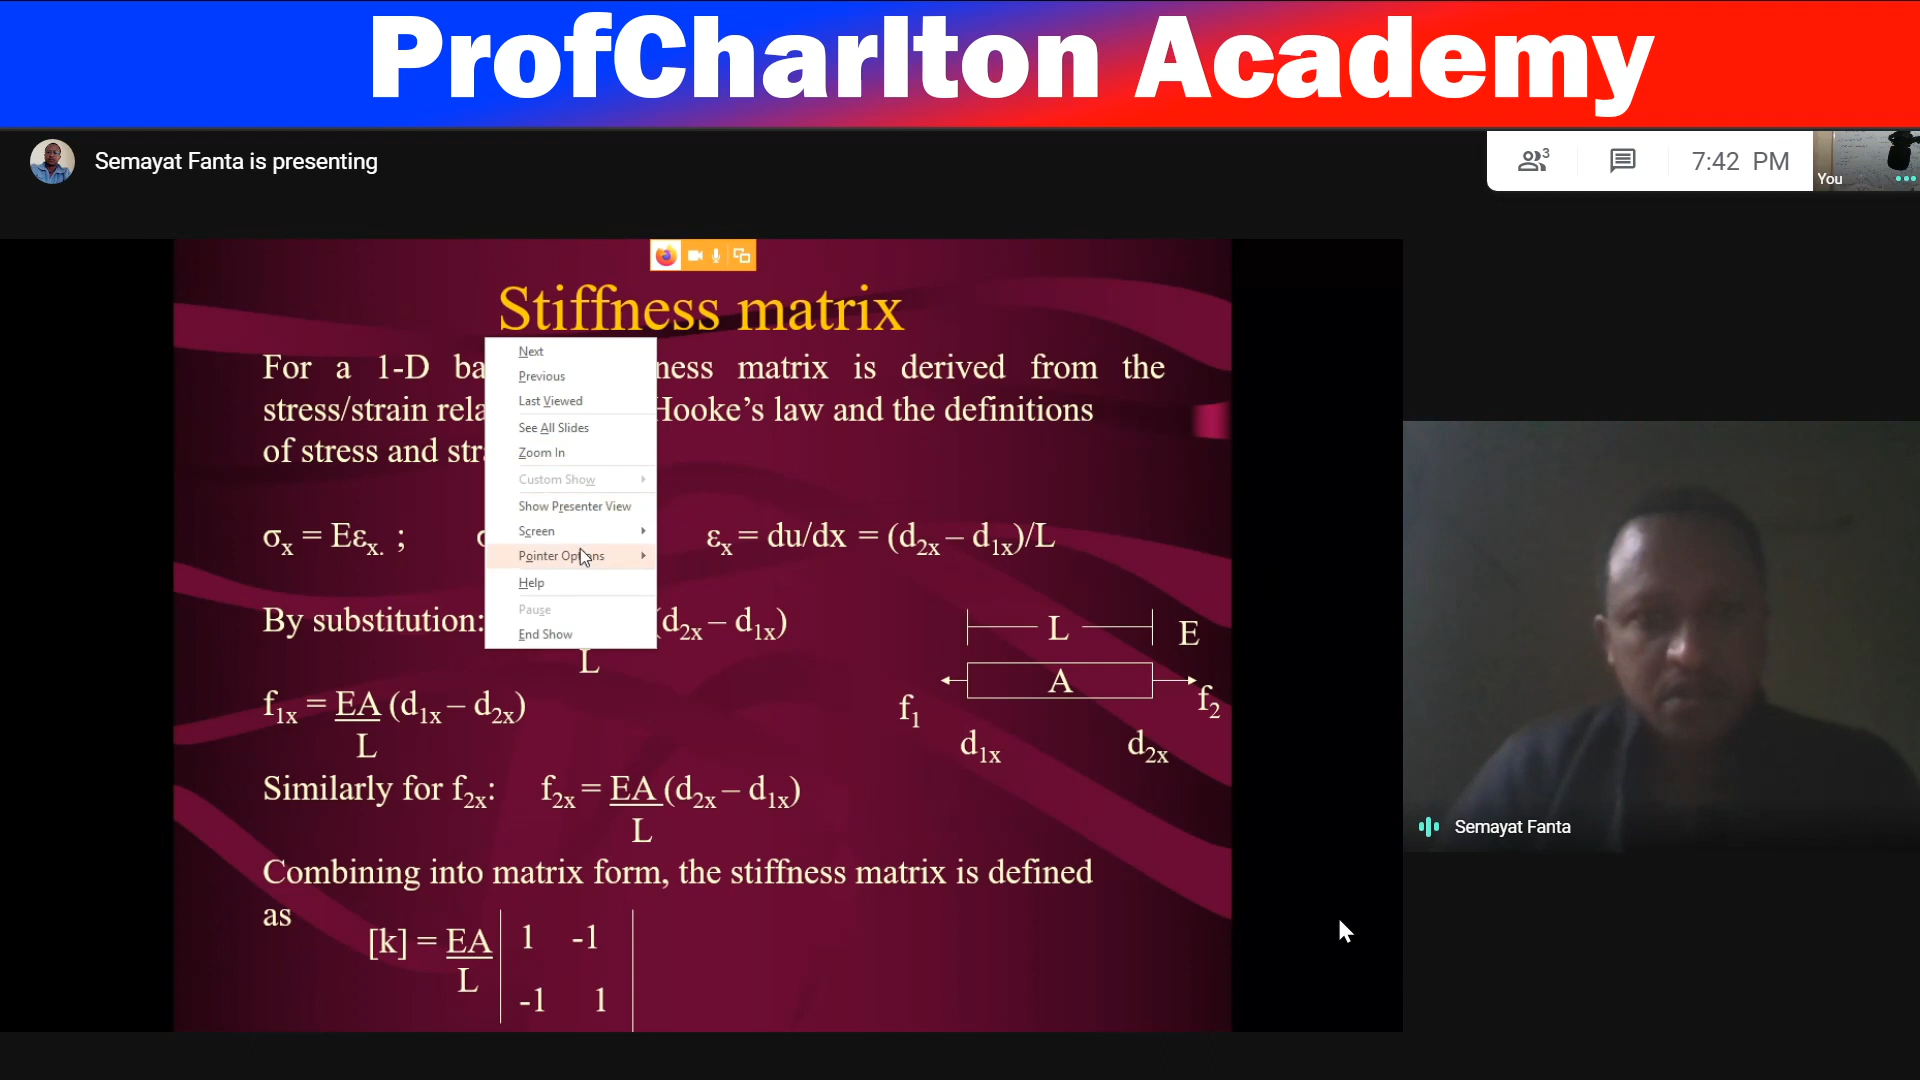 ProfCharlton Academy
Semayat Fanta is presenting
3
7:42 PM
You
Stiffness matrix
For a 1-D ba ness matrix is derived from the
stress/strain rela Hooke's law and the definitions
of stress and str
σx = Eεx. ; εx = du/dx = (d2x – d1x)/L
By substitution: (d2x – d1x)
L
f1x = EA (d1x – d2x)
L
Similarly for f2x: f2x = EA (d2x – d1x)
L
Combining into matrix form, the stiffness matrix is defined
as
[k] = EA 1 -1
L -1 1
L E
A
f1 f2
d1x d2x
Next
Previous
Last Viewed
See All Slides
Zoom In
Custom Show
Show Presenter View
Screen
Pointer Options
Help
Pause
End Show
Semayat Fanta